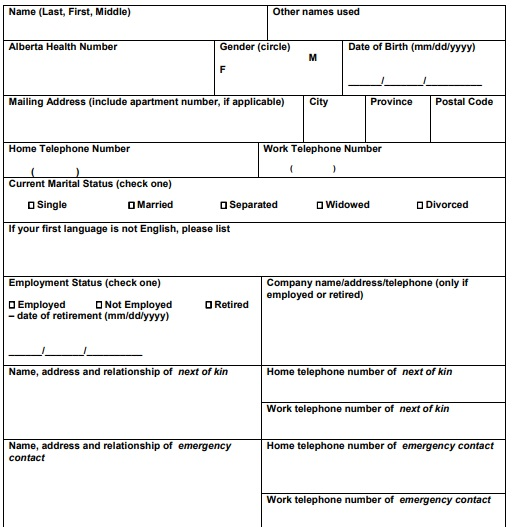 Name (Last, First, Middle)
Other names used
Alberta Health Number
Gender (circle)
M
F
Date of Birth (mm/dd/yyyy)
______/_______/__________
Mailing Address (include apartment number, if applicable)
City
Province
Postal Code
Home Telephone Number
( )
Work Telephone Number
( )
Current Marital Status (check one)
Single Married Separated Widowed Divorced
If your first language is not English, please list
Employment Status (check one)
Employed Not Employed Retired
– date of retirement (mm/dd/yyyy)
______/_______/__________
Company name/address/telephone (only if
employed or retired)
Name, address and relationship of next of kin
Home telephone number of next of kin
Work telephone number of next of kin
Name, address and relationship of emergency
contact
Home telephone number of emergency contact
Work telephone number of emergency contact